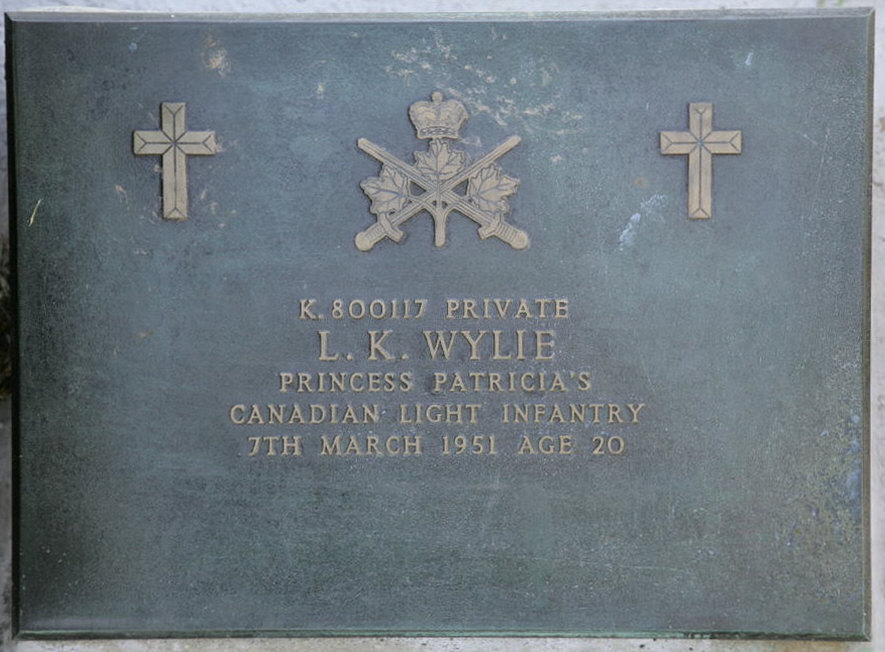 K. 800117 PRIVATE
L. K. WYLIE
PRINCESS PATRICIA'S
CANADIAN LIGHT INFANTRY
7TH MARCH 1951 AGE 20